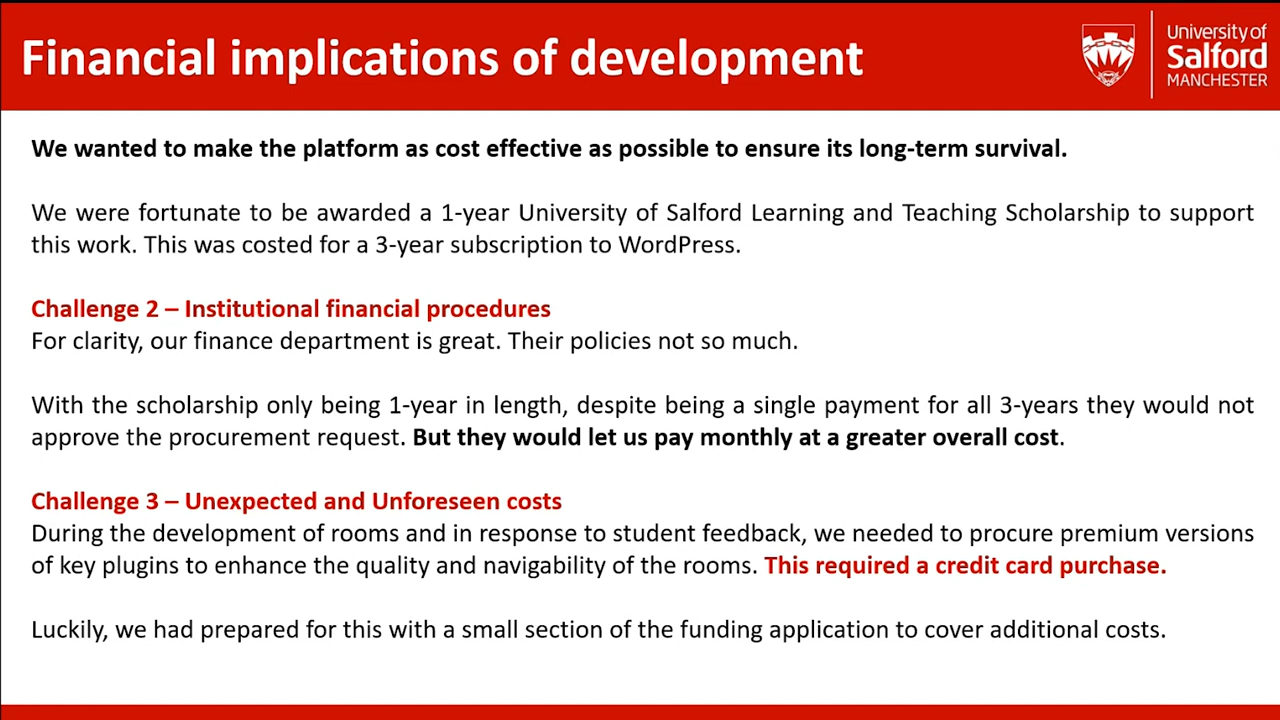 Financial implications of development
University of
Salford
MANCHESTER
We wanted to make the platform as cost effective as possible to ensure its long-term survival.
We were fortunate to be awarded a 1-year University of Salford Learning and Teaching Scholarship to support
this work. This was costed for a 3-year subscription to WordPress.
Challenge 2 – Institutional financial procedures
For clarity, our finance department is great. Their policies not so much.
With the scholarship only being 1-year in length, despite being a single payment for all 3-years they would not
approve the procurement request. But they would let us pay monthly at a greater overall cost.
Challenge 3 – Unexpected and Unforeseen costs
During the development of rooms and in response to student feedback, we needed to procure premium versions
of key plugins to enhance the quality and navigability of the rooms. This required a credit card purchase.
Luckily, we had prepared for this with a small section of the funding application to cover additional costs.